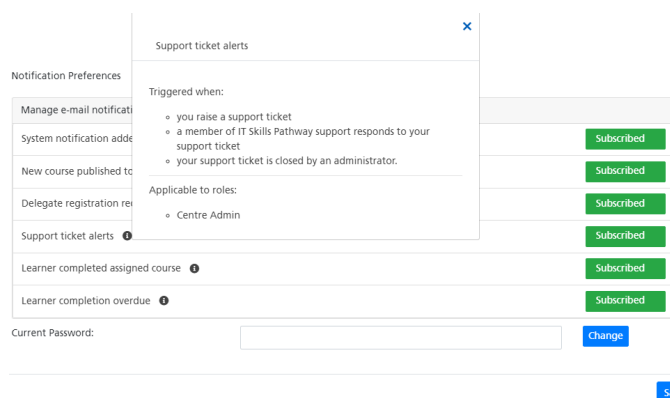 ×
Support ticket alerts
Notification Preferences
Triggered when:
Manage e-mail
you raise a support ticket
a member of IT Skills Pathway support responds to your
support ticket
your support ticket is closed by an administrator.
System notification
Subscribed
New course published to
Subscribed
Applicable to roles:
Delegate registration
Subscribed
Centre Admin
Support ticket alerts
Subscribed
Learner completed assigned course
Subscribed
Learner completion overdue
Subscribed
Current Password:
Change